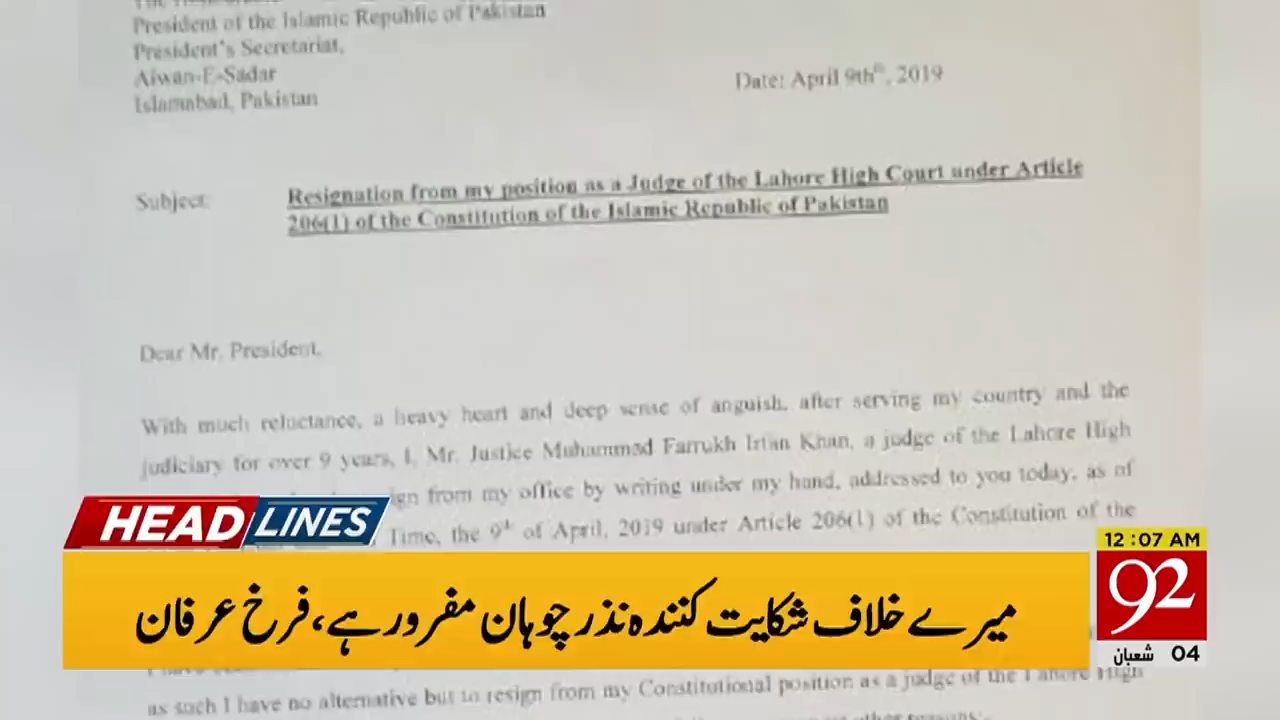 President of the Islamic Republic of Pakistan
President's Secretariat,
Aiwan-E-Sadar
Islamabad, Pakistan
Date: April 9th, 2019
Subject:
Resignation from my position as a Judge of the Lahore High Court under Article
206(1) of the Constitution of the Islamic Republic of Pakistan
Dear Mr. President,
With much reluctance, a heavy heart and deep sense of anguish, after serving my country and the
judiciary for over 9 years, I, Mr. Justice Muhammad Farrukh Irfan Khan, a judge of the Lahore High
from my office by writing under my hand, addressed to you today, as of
Time, the 9th of April, 2019 under Article 206(1) of the Constitution of the
HEADLINES
میرے خلاف شکایت کنندہ نذر چوہان مفرور ہے، فرخ عرفان
12:07 AM
92
04 شعبان
as such I have no alternative but to resign from my Constitutional position as a judge of the Lahore High
other reasons: